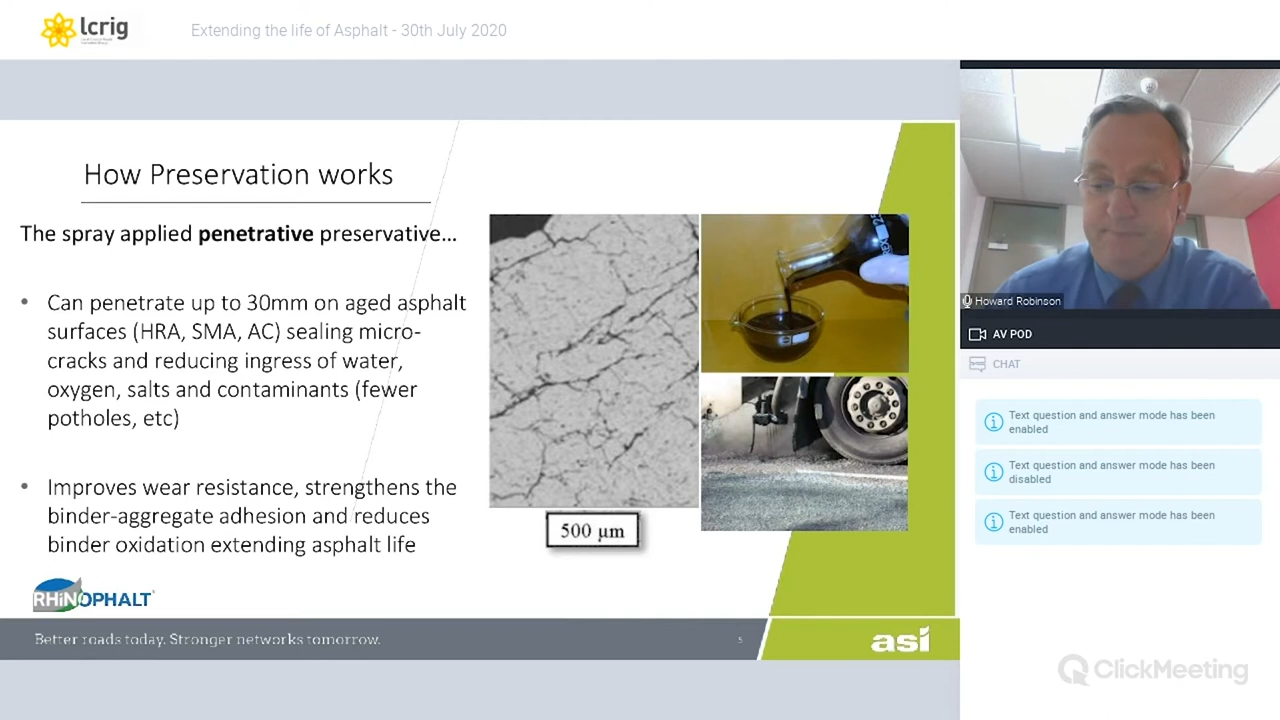 lcrig
Extending the life of Asphalt - 30th July 2020
How Preservation works
The spray applied penetrative preservative...
• Can penetrate up to 30mm on aged asphalt
surfaces (HRA, SMA, AC) sealing micro-
cracks and reducing ingress of water,
oxygen, salts and contaminants (fewer
potholes, etc)
• Improves wear resistance, strengthens the
binder-aggregate adhesion and reduces
binder oxidation extending asphalt life
500 µm
RHiNOPHALT
Better roads today. Stronger networks tomorrow.
5
asi
Howard Robinson
AV POD
CHAT
Text question and answer mode has been
enabled
Text question and answer mode has been
disabled
Text question and answer mode has been
enabled
ClickMeeting